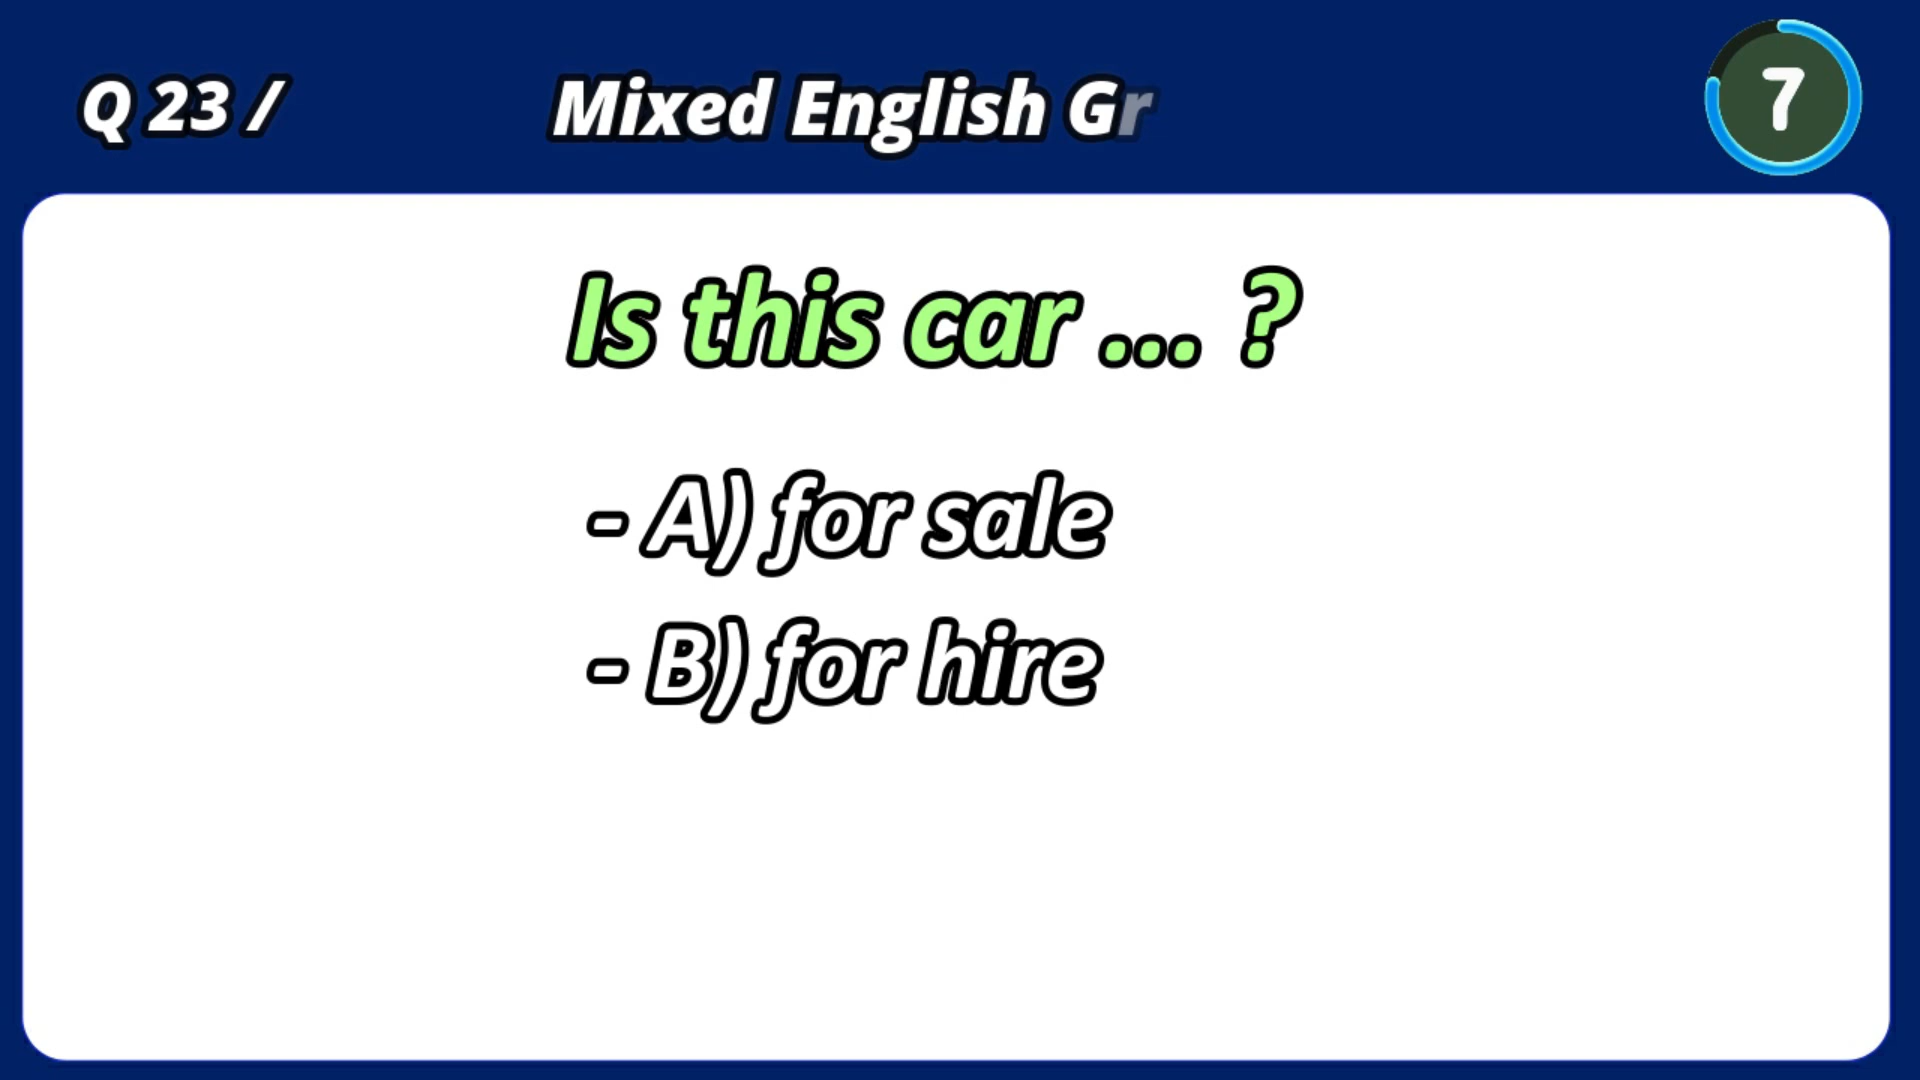 Q 23 /
Mixed English Gr
7
Is this car ... ?
- A) for sale
- B) for hire